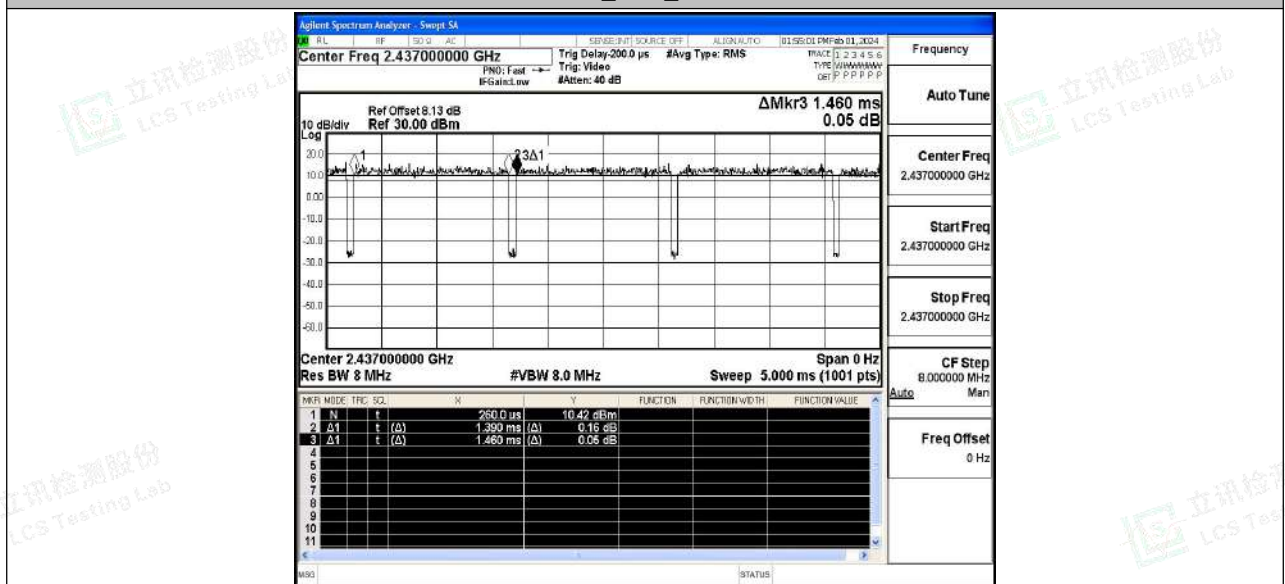 Agilent Spectrum Analyzer - Swept SA
RL RF 50 Ω AC SENSE:INT SOURCE OFF ALIGN AUTO 01:55:01 PM Feb 01, 2024
Center Freq 2.437000000 GHz
PNO: Fast
IFGain:Low
Trig Delay-200.0 µs
Trig: Video
#Atten: 40 dB
#Avg Type: RMS
TRACE 1 2 3 4 5 6
TYPE
DET P P P P P P
Frequency
Auto Tune
Center Freq
2.437000000 GHz
Start Freq
2.437000000 GHz
Stop Freq
2.437000000 GHz
CF Step
8.000000 MHz
Auto Man
Freq Offset
0 Hz
ΔMkr3 1.460 ms
0.05 dB
Ref Offset 8.13 dB
10 dB/div Ref 30.00 dBm
Log
20.0
10.0
0.00
-10.0
-20.0
-30.0
-40.0
-50.0
-60.0
1
23Δ1
Center 2.437000000 GHz Span 0 Hz
Res BW 8 MHz #VBW 8.0 MHz Sweep 5.000 ms (1001 pts)
MKR MODE TRC SCL X Y FUNCTION FUNCTION WIDTH FUNCTION VALUE
1 N t 260.0 us 10.42 dBm
2 Δ1 t (Δ) 1.390 ms (Δ) 0.16 dB
3 Δ1 t (Δ) 1.460 ms (Δ) 0.05 dB
4
5
6
7
8
9
10
11
MSG STATUS
立讯检测股份
LCS Testing Lab
立讯检测股份
LCS Testing Lab
立讯检测股份
LCS Testing Lab